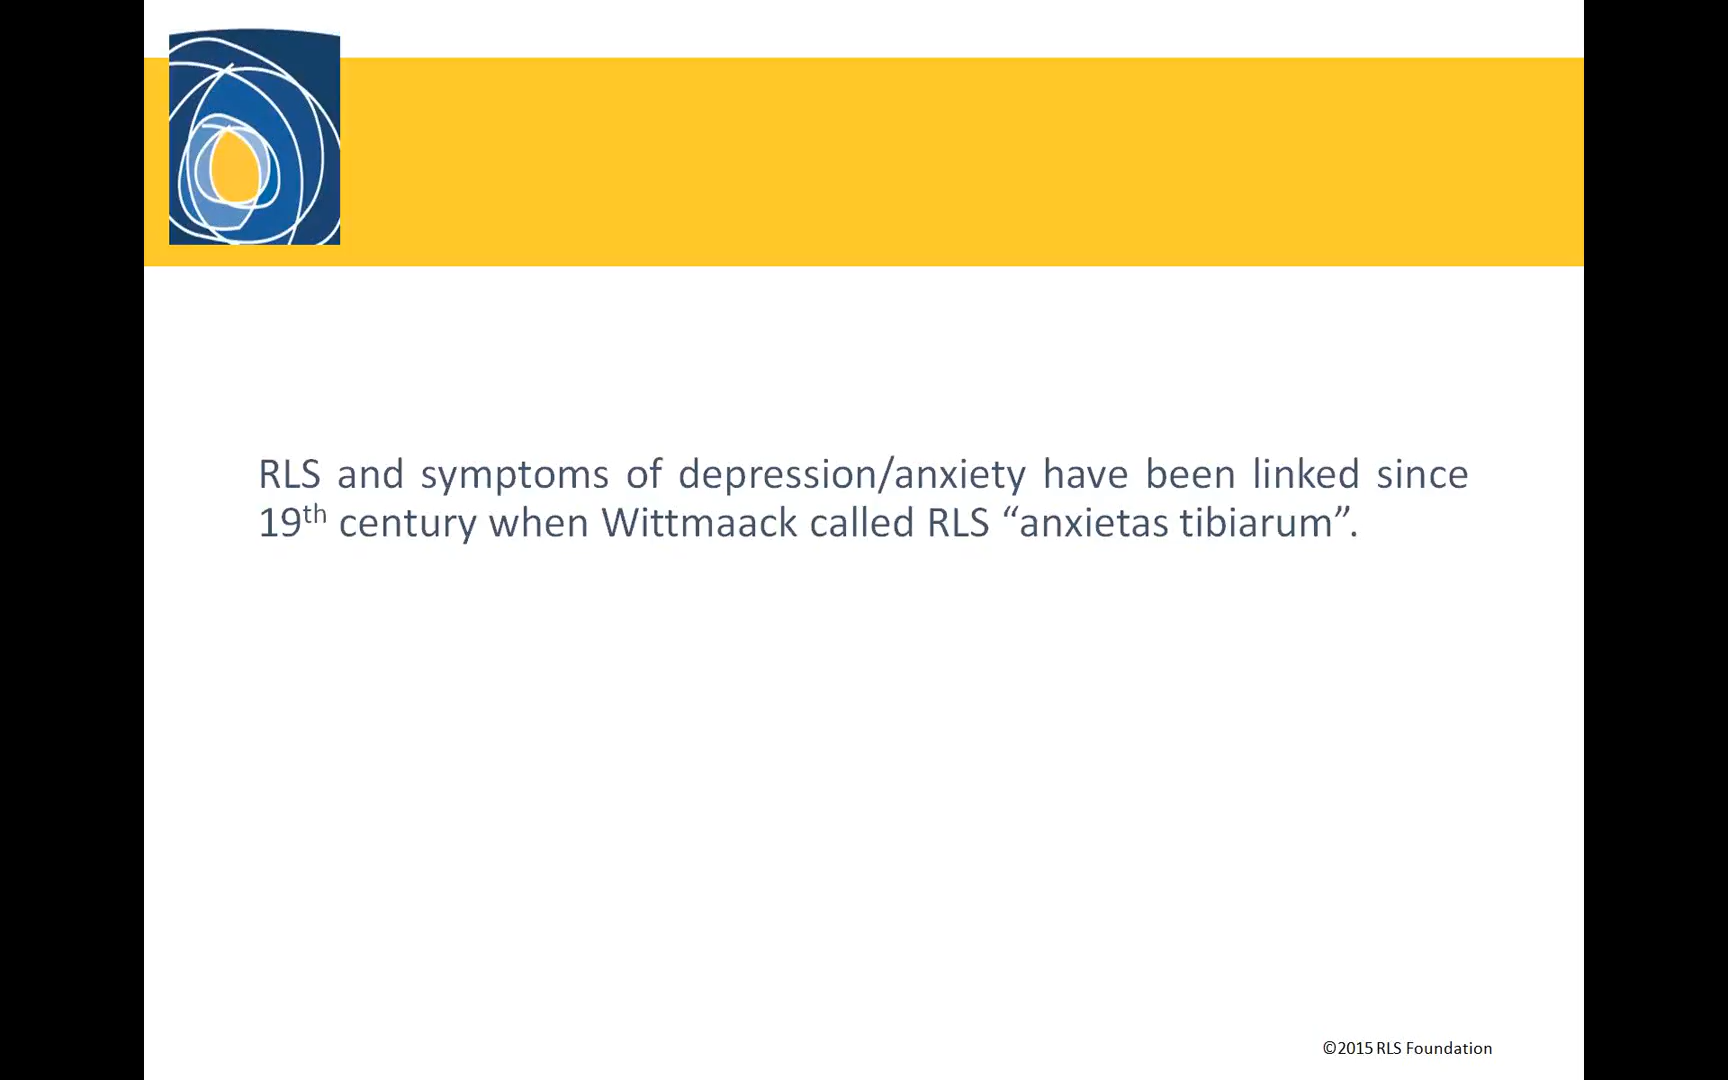 RLS and symptoms of depression/anxiety have been linked since
19th century when Wittmaack called RLS “anxietas tibiarum”.
©2015 RLS Foundation